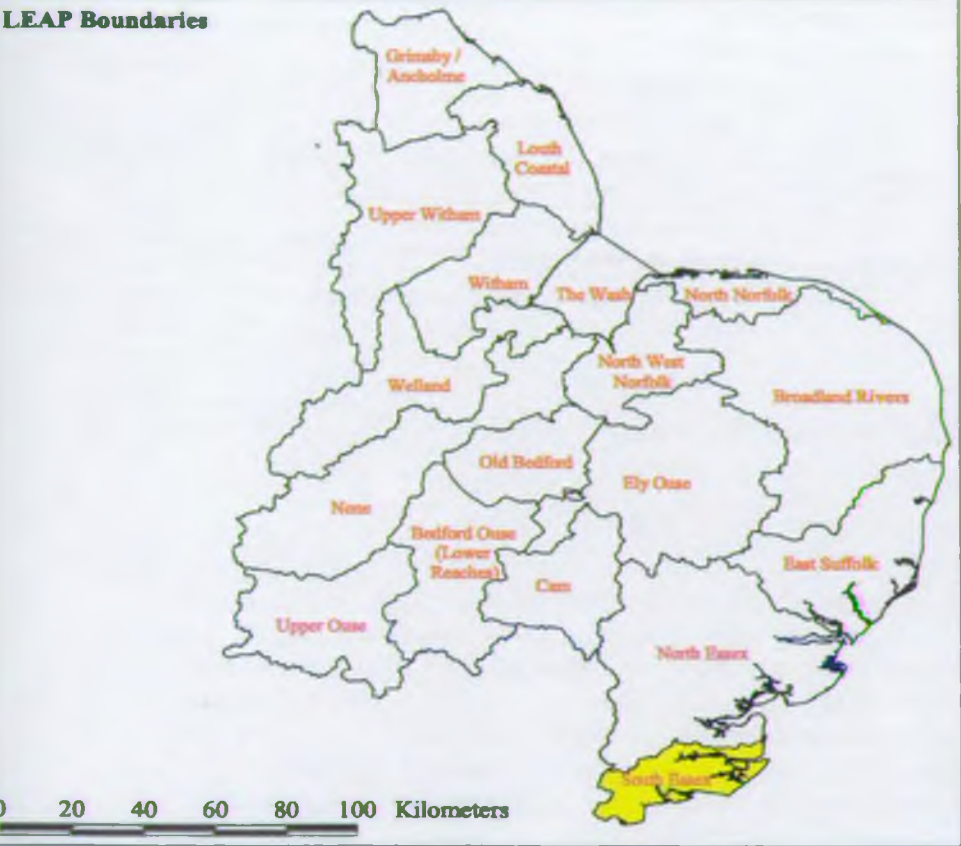 LEAP Boundaries
Grimsby /
Ancholme
Louth
Coastal
Upper Witham
Witham
The Wash
North Norfolk
North West
Norfolk
Welland
Broadland Rivers
Old Bedford
Ely Ouse
Nene
Bedford Ouse
(Lower
Reaches)
East Suffolk
Cam
Upper Ouse
North Essex
South Essex
0 20 40 60 80 100 Kilometers